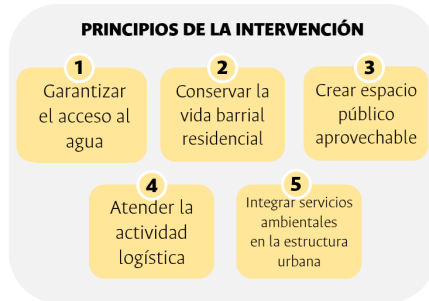 PRINCIPIOS DE LA INTERVENCIÓN
1
Garantizar
el acceso al
agua
2
Conservar la
vida barrial
residencial
3
Crear espacio
público
aprovechable
4
Atender la
actividad
logística
5
Integrar servicios
ambientales
en la estructura
urbana